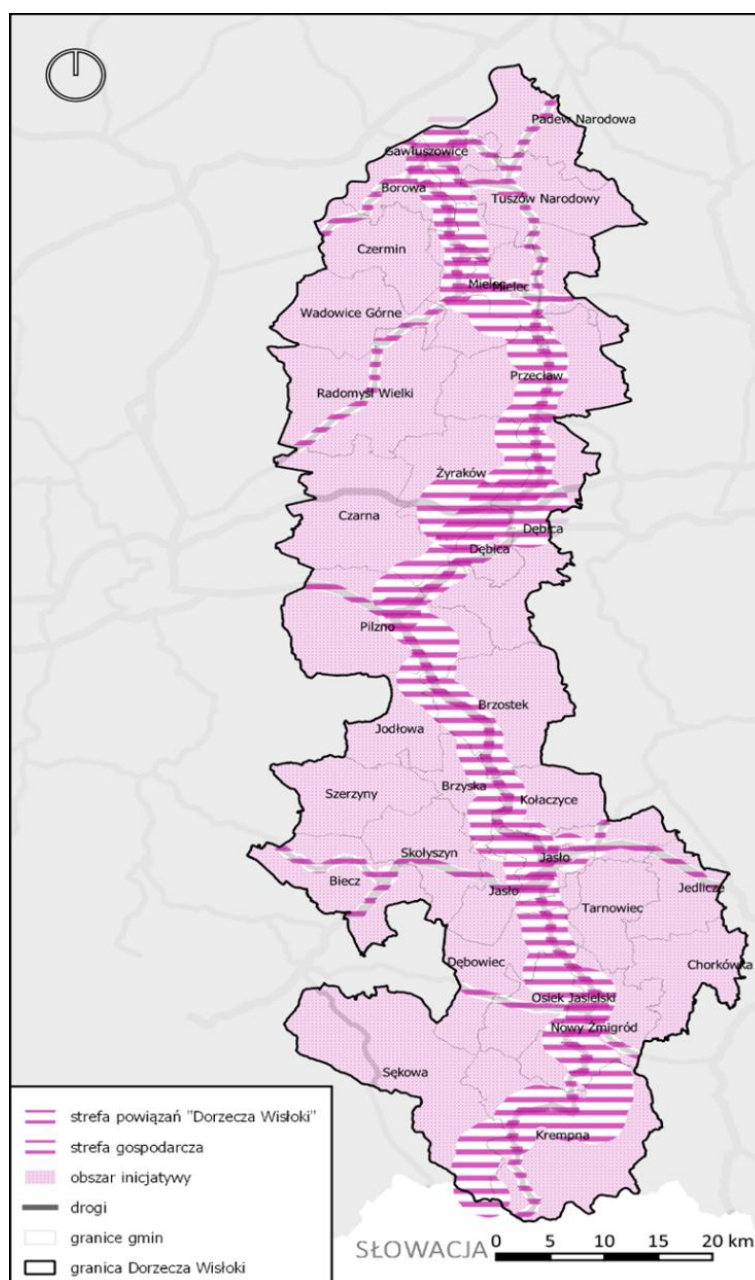 Padew Narodowa
Gawłuszowice
Borowa
Tuszów Narodowy
Czermin
Mielec
Mielec
Wadowice Górne
Przecław
Radomyśl Wielki
Żyraków
Czarna
Dębica
Dębica
Pilzno
Brzostek
Jodłowa
Brzyska
Szerzyny
Kołaczyce
Skołyszyn
Jasło
Biecz
Jasło
Jedlicze
Tarnowiec
Dębowiec
Chorkówka
Osiek Jasielski
Nowy Żmigród
Sękowa
Krempna
strefa powiązań "Dorzecza Wisłoki"
strefa gospodarcza
obszar inicjatywy
drogi
granice gmin
granica Dorzecza Wisłoki
SŁOWACJA
0 5 10 15 20 km